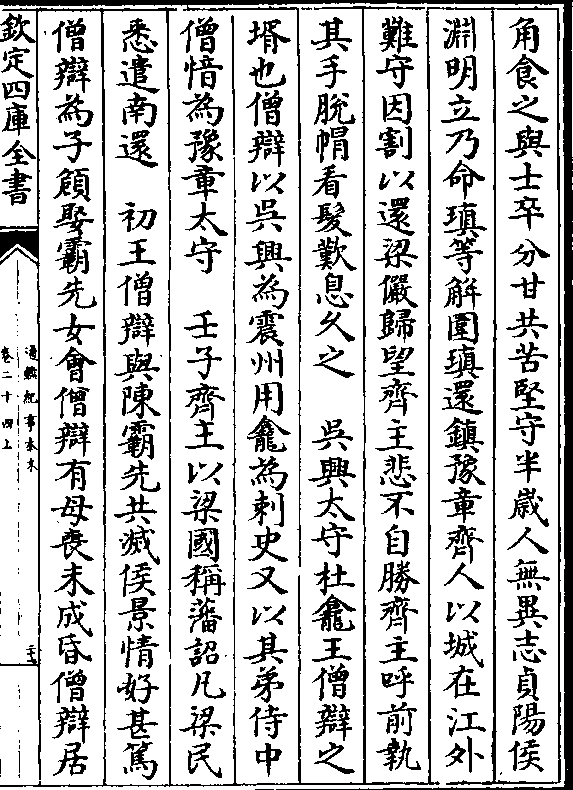 角食之與士卒分甘共苦堅守半歲人無異志貞陽侯
淵明立乃命瑱等解圍瑱還鎮豫章齊人以城在江外
難守因割以還梁儼歸望齊主悲不自勝齊主呼前執
其手脫帽看髮歎息久之　吳興太守杜龕王僧辯之
壻也僧辯以吳興為震州用龕為刺史又以其弟侍中
僧愔為豫章太守　壬子齊主以梁國稱藩詔凡梁民
悉遣南還　初王僧辯與陳霸先共滅侯景情好甚篤
僧辯為子頠娶霸先女會僧辯有母喪未成昏僧辯居
欽定四庫全書
通鑑紀事本末
卷二十四上